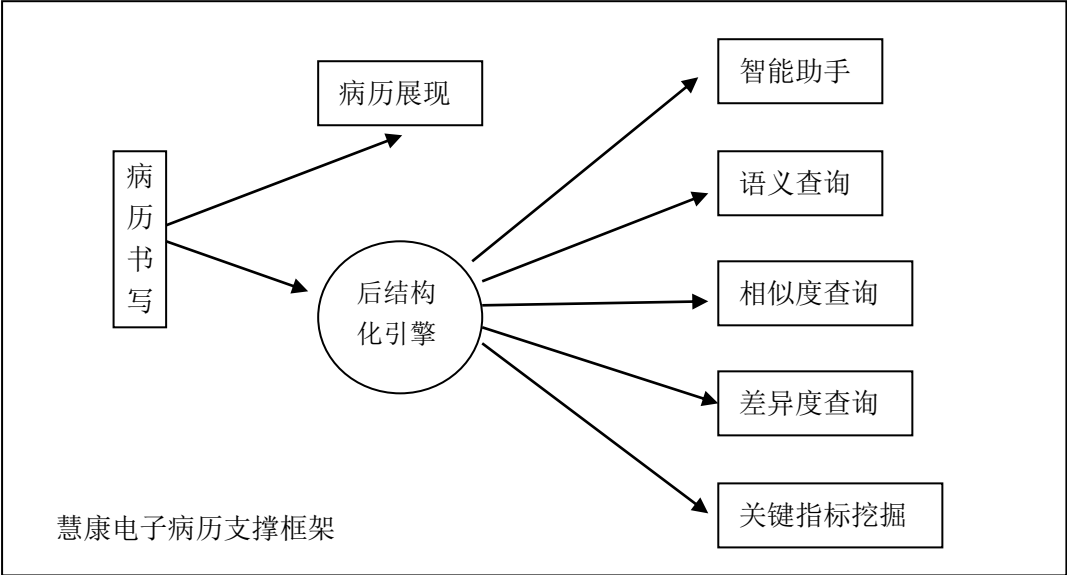 智能助手
病历展现
病
历
书
写
语义查询
后结构
化引擎
相似度查询
差异度查询
关键指标挖掘
慧康电子病历支撑框架